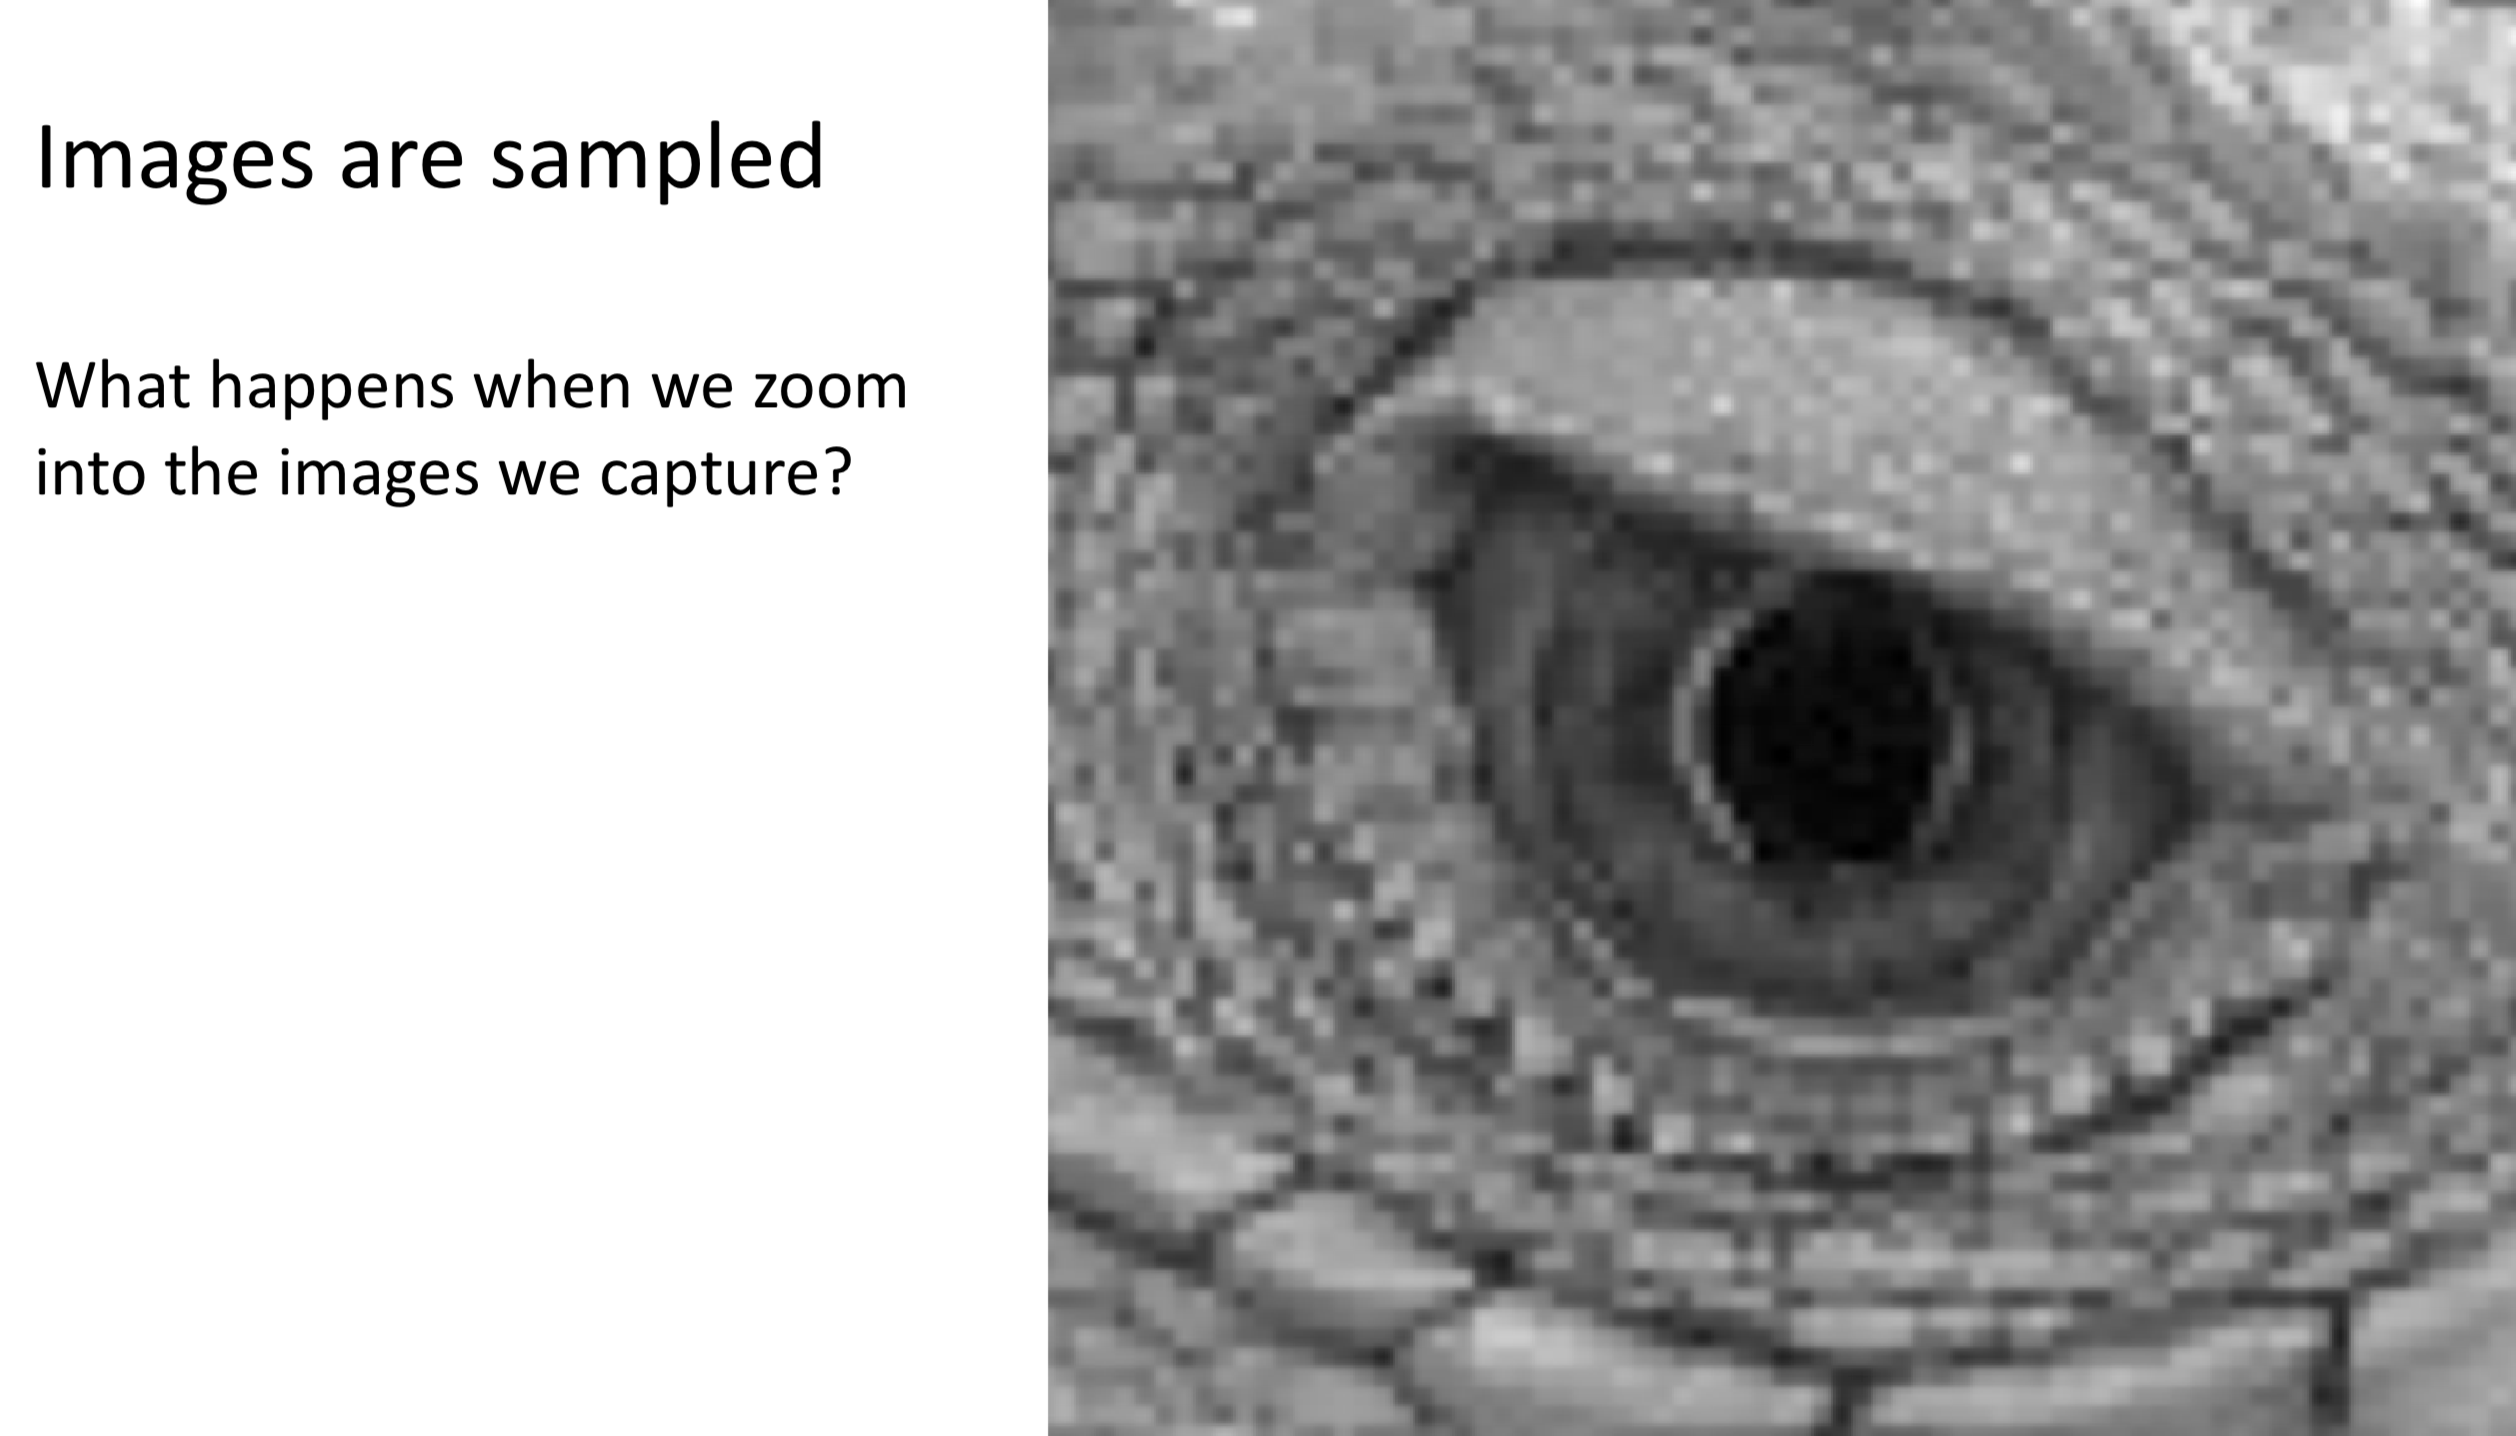 Images are sampled
What happens when we zoom
into the images we capture?